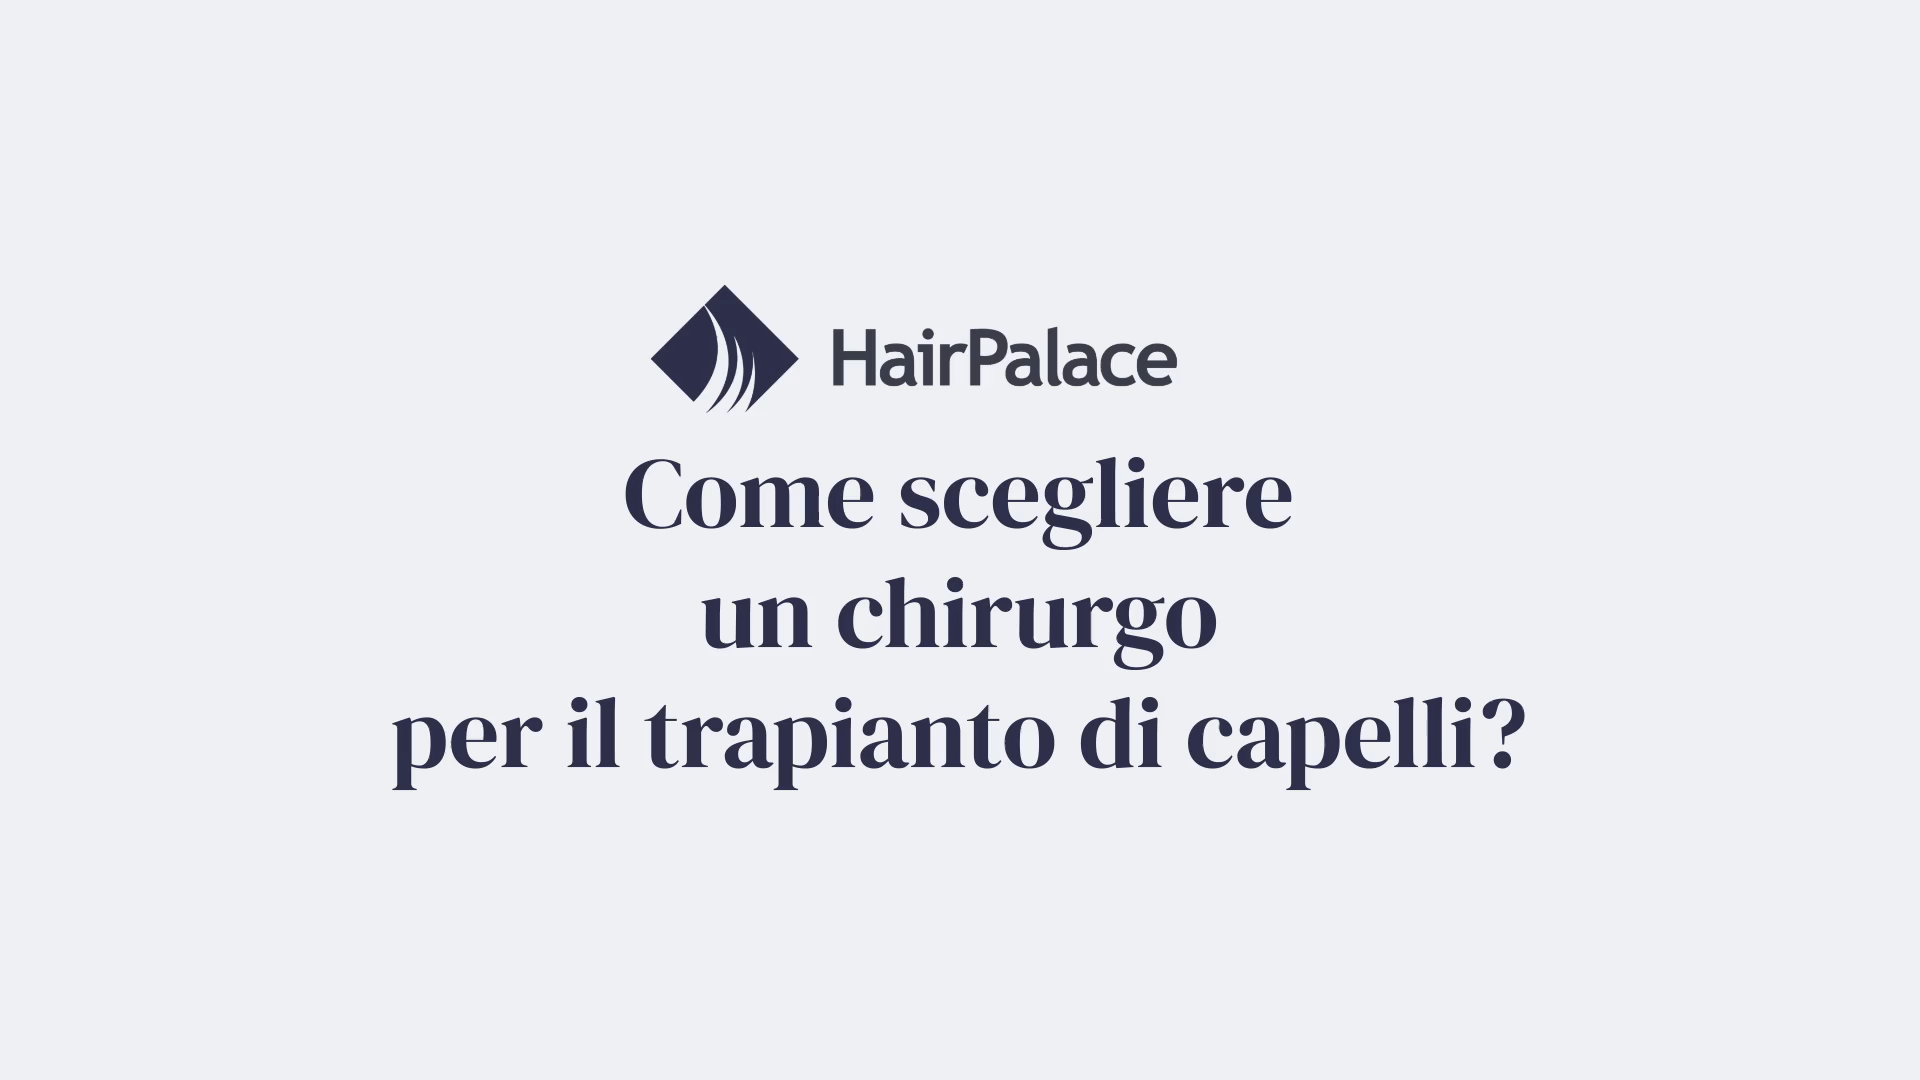 HairPalace
Come scegliere
un chirurgo
per il trapianto di capelli?